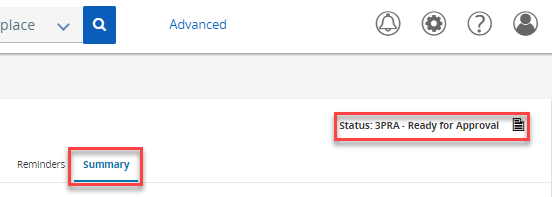 place
Advanced
?
Status: 3PRA - Ready for Approval
Reminders Summary